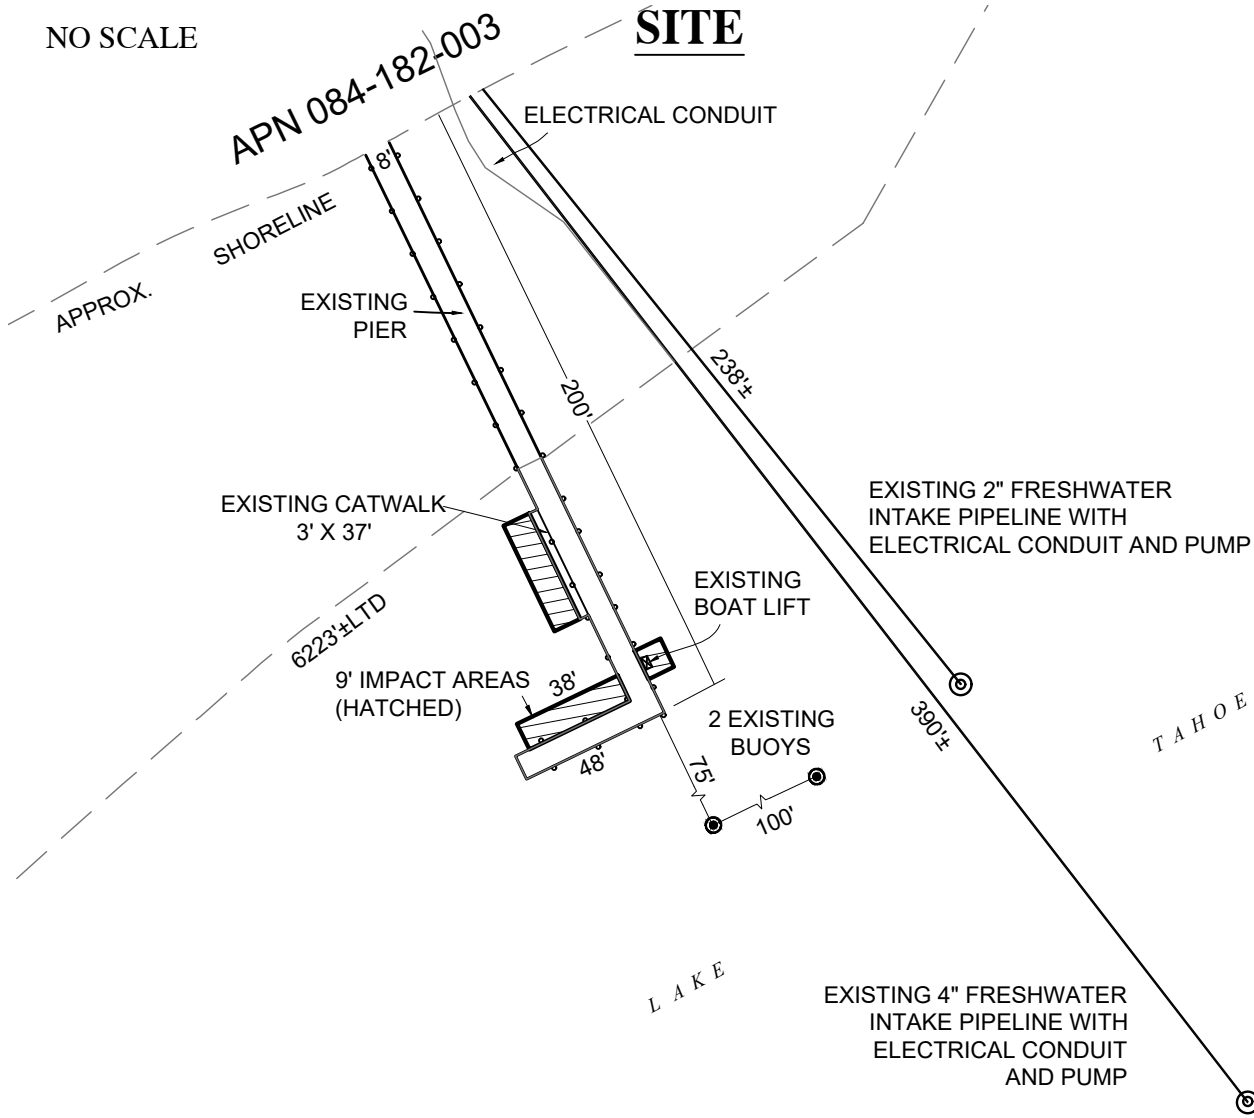 NO SCALE
SITE
APN 084-182-003
ELECTRICAL CONDUIT
8'
SHORELINE
APPROX.
EXISTING
PIER
200'
238'±
EXISTING CATWALK
3' X 37'
EXISTING 2" FRESHWATER
INTAKE PIPELINE WITH
ELECTRICAL CONDUIT AND PUMP
EXISTING
BOAT LIFT
6223'±LTD
9' IMPACT AREAS
(HATCHED)
38'
48'
2 EXISTING
BUOYS
75'
100'
390'±
LAKE
TAHOE
EXISTING 4" FRESHWATER
INTAKE PIPELINE WITH
ELECTRICAL CONDUIT
AND PUMP